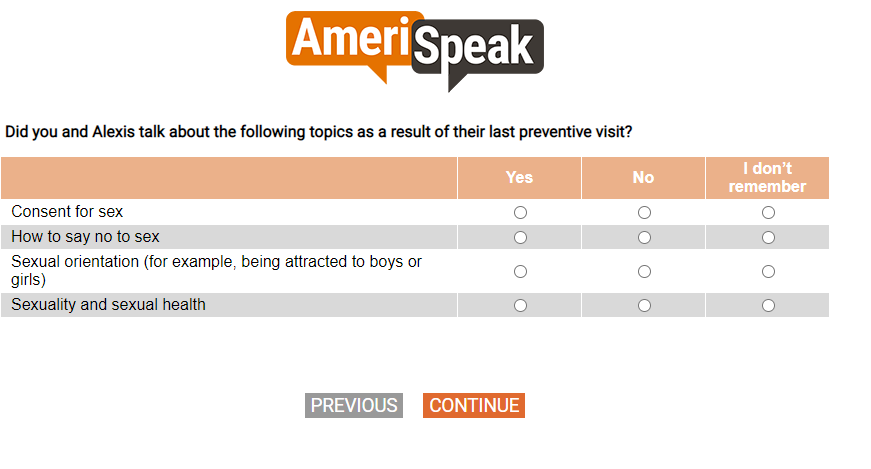 AmeriSpeak
Did you and Alexis talk about the following topics as a result of their last preventive visit?
Yes No I don’t
remember
Consent for sex
How to say no to sex
Sexual orientation (for example, being attracted to boys or
girls)
Sexuality and sexual health
PREVIOUS CONTINUE